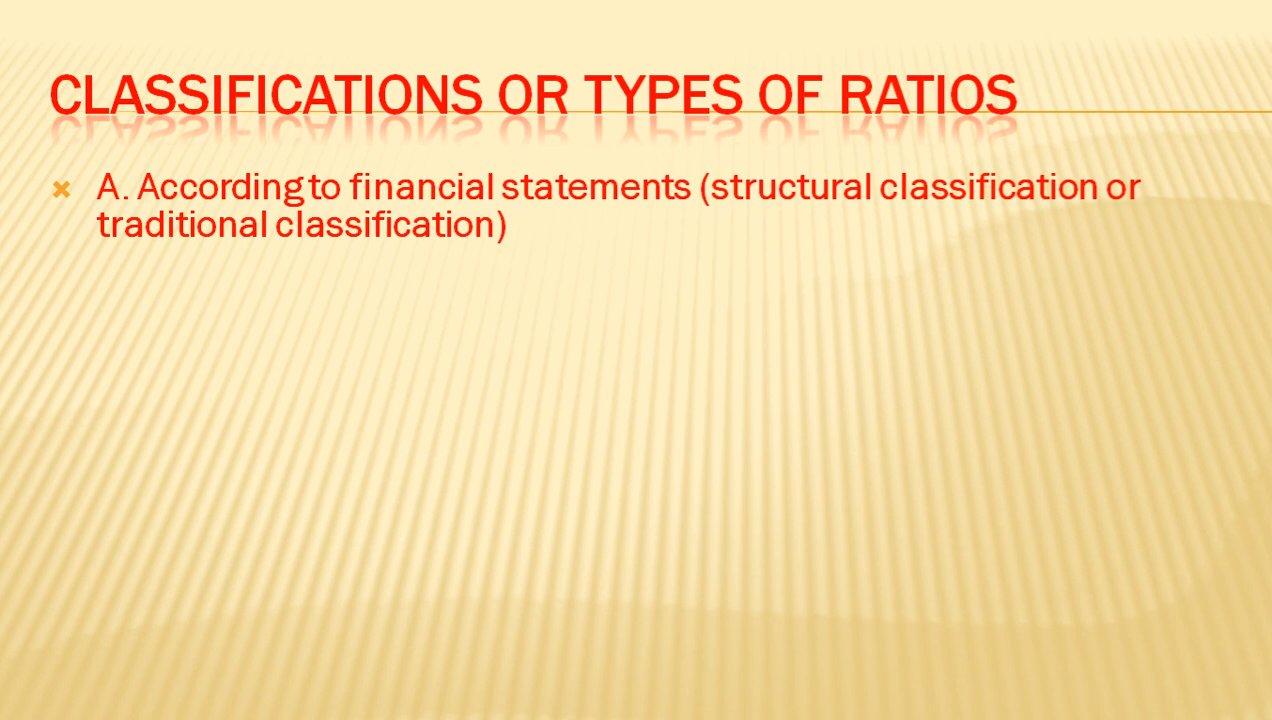 CLASSIFICATIONS OR TYPES OF RATIOS
A. According to financial statements (structural classification or
traditional classification)